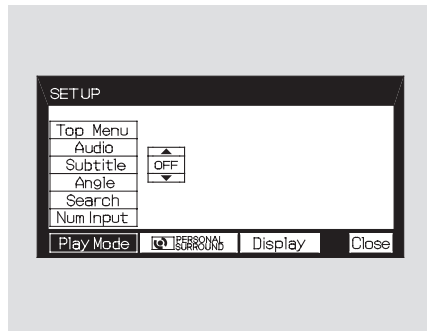 SETUP
Top Menu
Audio
Subtitle
OFF
Angle
Search
Num Input
Play Mode
PERSONAL
SURROUND
Display
Close